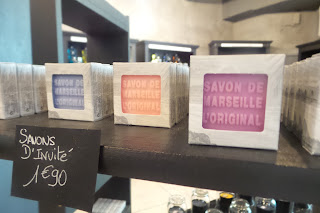 SAVON DE
MARSEILLE
L'ORIGINAL
SAVON DE
MARSEILLE
L'ORIGINAL
SAVON DE
MARSEILLE
L'ORIGINAL
SAVONS
D'INVITÉ
1€90